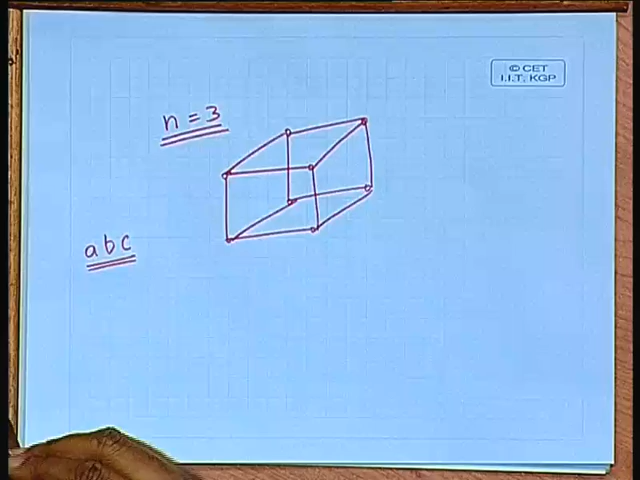 © CET
I.I.T, KGP
n = 3
abc